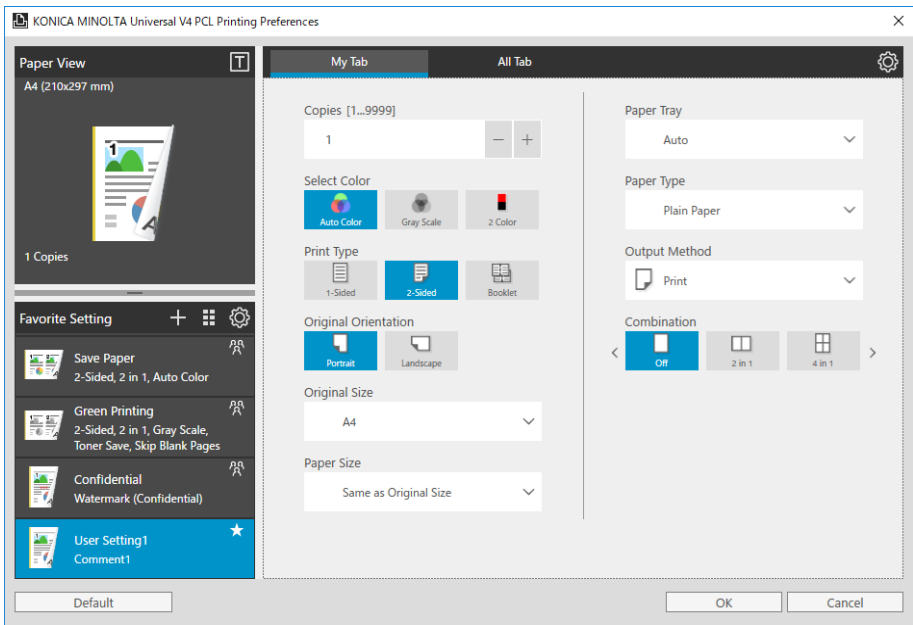 KONICA MINOLTA Universal V4 PCL Printing Preferences
Paper View
T
A4 (210x297 mm)
1
A
1 Copies
Favorite Setting
Save Paper
2-Sided, 2 in 1, Auto Color
Green Printing
2-Sided, 2 in 1, Gray Scale,
Toner Save, Skip Blank Pages
Confidential
Watermark (Confidential)
User Setting1
Comment1
My Tab
All Tab
Copies [1...9999]
1
Select Color
Auto Color
Gray Scale
2 Color
Print Type
1-Sided
2-Sided
Booklet
Original Orientation
Portrait
Landscape
Original Size
A4
Paper Size
Same as Original Size
Paper Tray
Auto
Paper Type
Plain Paper
Output Method
Print
Combination
Off
2 in 1
4 in 1
Default
OK
Cancel